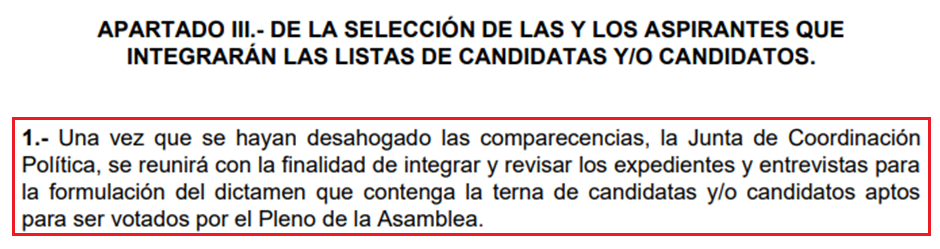 APARTADO III.- DE LA SELECCIÓN DE LAS Y LOS ASPIRANTES QUE
INTEGRARÁN LAS LISTAS DE CANDIDATAS Y/O CANDIDATOS.
1.- Una vez que se hayan desahogado las comparecencias, la Junta de Coordinación
Política, se reunirá con la finalidad de integrar y revisar los expedientes y entrevistas para
la formulación del dictamen que contenga la terna de candidatas y/o candidatos aptos
para ser votados por el Pleno de la Asamblea.